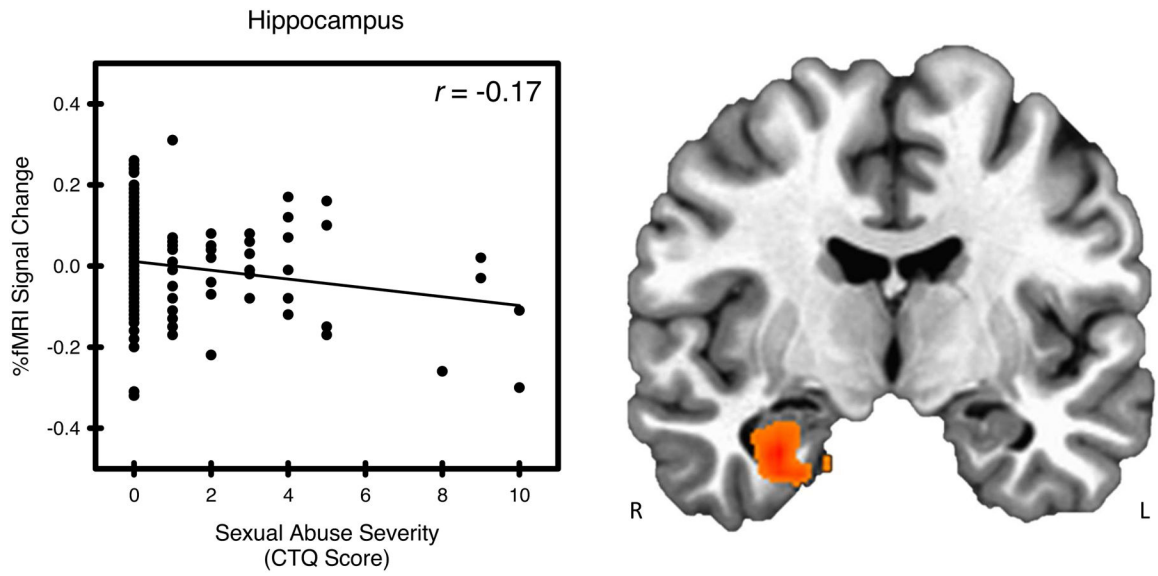 Hippocampus
r = -0.17
%fMRI Signal Change
0.4
0.2
0.0
-0.2
-0.4
0 2 4 6 8 10
Sexual Abuse Severity
(CTQ Score)
R L